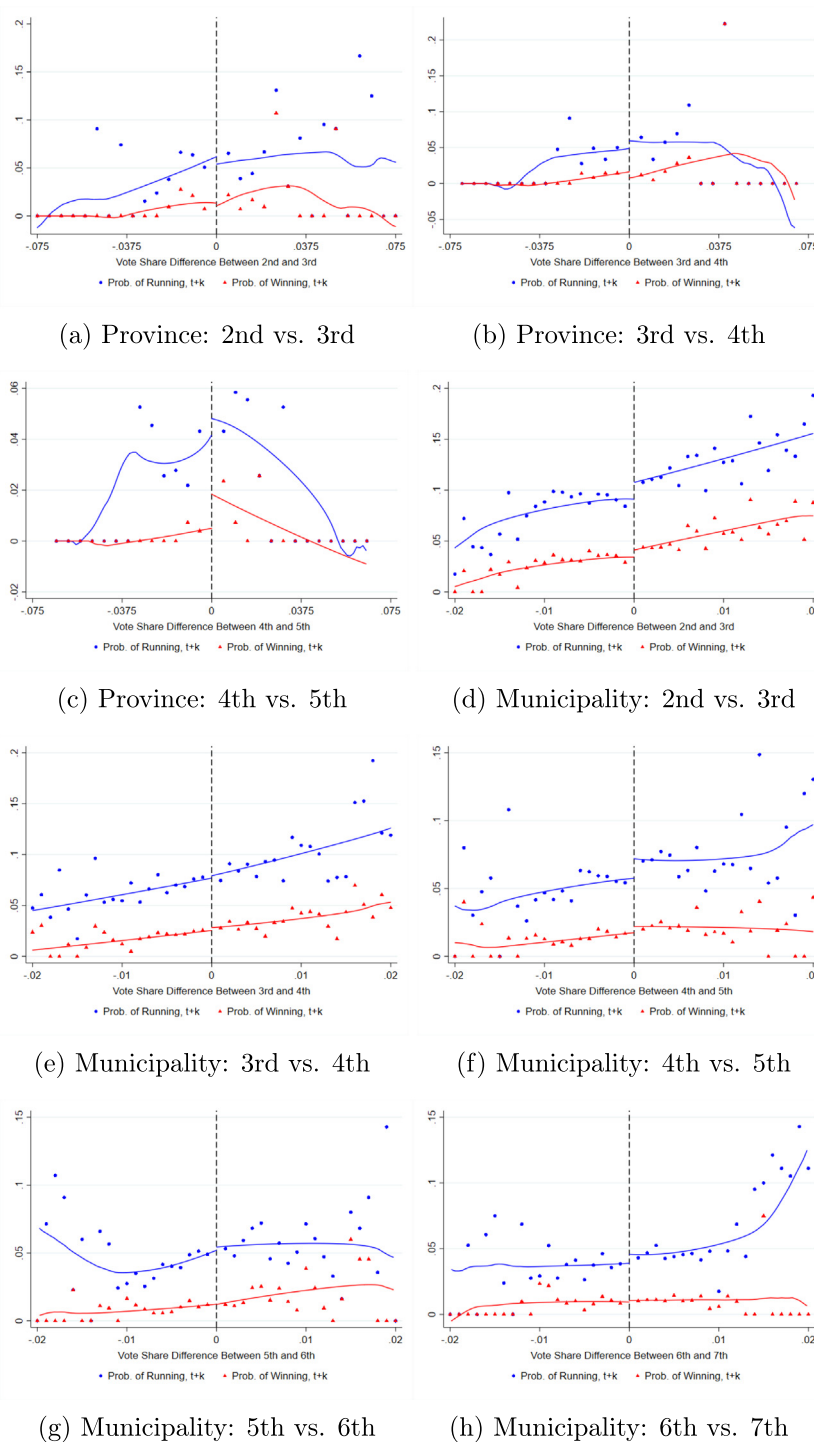 .2
.15
.1
.05
0
-.075
-.0375
0
.0375
.075
Vote Share Difference Between 2nd and 3rd
Prob. of Running, t+k
Prob. of Winning, t+k
(a) Province: 2nd vs. 3rd
.2
.15
.1
.05
0
-.05
-.075
-.0375
0
.0375
.075
Vote Share Difference Between 3rd and 4th
Prob. of Running, t+k
Prob. of Winning, t+k
(b) Province: 3rd vs. 4th
.06
.04
.02
0
-.02
-.075
-.0375
0
.0375
.075
Vote Share Difference Between 4th and 5th
Prob. of Running, t+k
Prob. of Winning, t+k
(c) Province: 4th vs. 5th
.2
.15
.1
.05
0
-.02
-.01
0
.01
Vote Share Difference Between 2nd and 3rd
Prob. of Running, t+k
Prob. of Winning, t+k
(d) Municipality: 2nd vs. 3rd
.2
.15
.1
.05
0
-.02
-.01
0
.01
.02
Vote Share Difference Between 3rd and 4th
Prob. of Running, t+k
Prob. of Winning, t+k
(e) Municipality: 3rd vs. 4th
.15
.1
.05
0
-.02
-.01
0
.01
Vote Share Difference Between 4th and 5th
Prob. of Running, t+k
Prob. of Winning, t+k
(f) Municipality: 4th vs. 5th
.15
.1
.05
0
-.02
-.01
0
.01
.02
Vote Share Difference Between 5th and 6th
Prob. of Running, t+k
Prob. of Winning, t+k
(g) Municipality: 5th vs. 6th
.15
.1
.05
0
-.02
-.01
0
.01
.02
Vote Share Difference Between 6th and 7th
Prob. of Running, t+k
Prob. of Winning, t+k
(h) Municipality: 6th vs. 7th